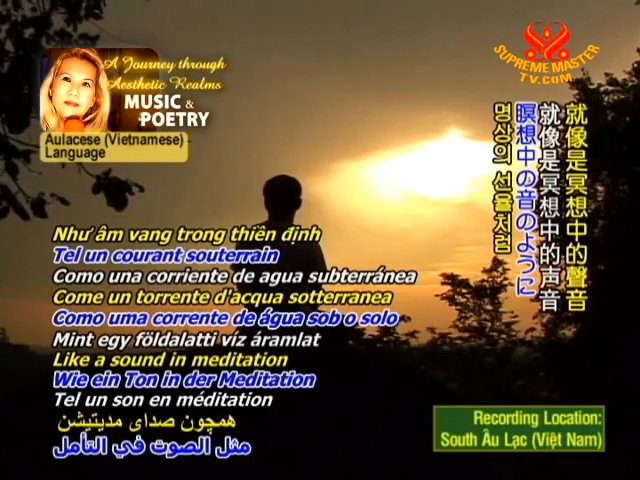 A Journey through
Aesthetic Realms
MUSIC &
POETRY
Aulacese (Vietnamese)
Language
SUPREME MASTER
TV.COM
Như âm vang trong thiền định
Tel un courant souterrain
Como una corriente de agua subterránea
Come un torrente d'acqua sotterranea
Como uma corrente de água sob o solo
Mint egy földalatti víz áramlat
Like a sound in meditation
Wie ein Ton in der Meditation
Tel un son en méditation
همچون صدای مدیتیشن
مثل الصوت في التأمل
就像是冥想中的聲音
就像是冥想中的声音
瞑想中の音のように
명상의 선율처럼
Recording Location:
South Âu Lạc (Việt Nam)